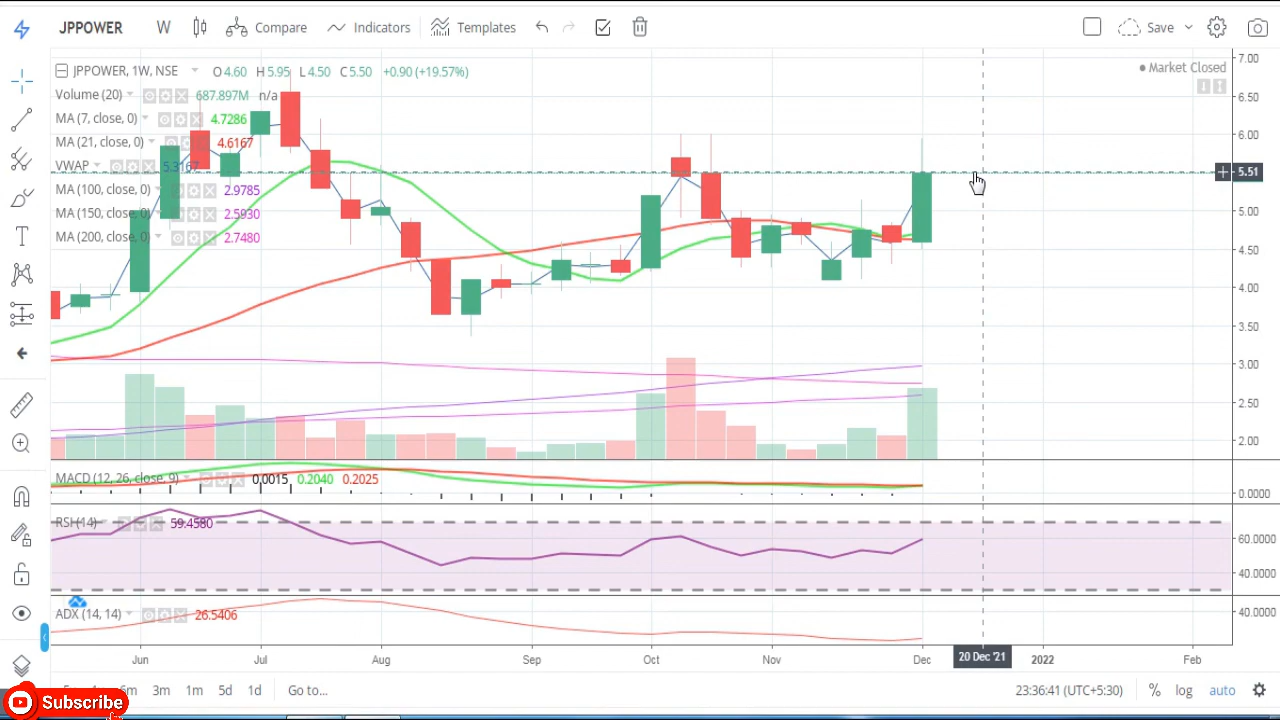 JPPOWER W Compare Indicators Templates Save
JPPOWER, 1W, NSE O4.60 H5.95 L4.50 C5.50 +0.90 (+19.57%)
Market Closed
Volume (20) 687.897M n/a
MA (7, close, 0) 4.7286
MA (21, close, 0) 4.6167
VWAP 5.3167
MA (100, close, 0) 2.9785
MA (150, close, 0) 2.5930
MA (200, close, 0) 2.7480
7.00
6.50
6.00
5.51
5.00
4.50
4.00
3.50
3.00
2.50
2.00
MACD (12, 26, close, 9) 0.0015 0.2040 0.2025
0.0000
RSI (14) 59.4580
60.0000
40.0000
ADX (14, 14) 26.5406
40.0000
Jun Jul Aug Sep Oct Nov Dec 20 Dec '21 2022 Feb
6m 3m 1m 5d 1d Go to... 23:36:41 (UTC+5:30) % log auto
Subscribe